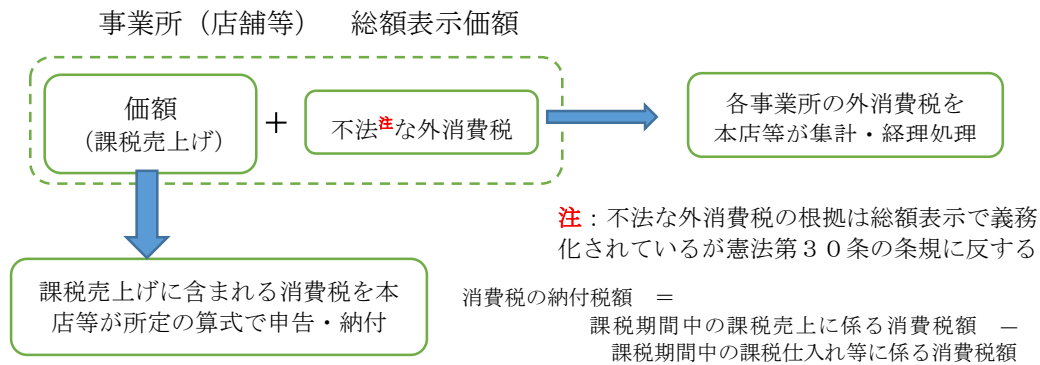 事業所（店舗等）　総額表示価額
価額
（課税売上げ）
＋
不法注な外消費税
各事業所の外消費税を
本店等が集計・経理処理
注：不法な外消費税の根拠は総額表示で義務
化されているが憲法第３０条の条規に反する
課税売上げに含まれる消費税を本
店等が所定の算式で申告・納付
消費税の納付税額　＝
課税期間中の課税売上に係る消費税額　－
課税期間中の課税仕入れ等に係る消費税額